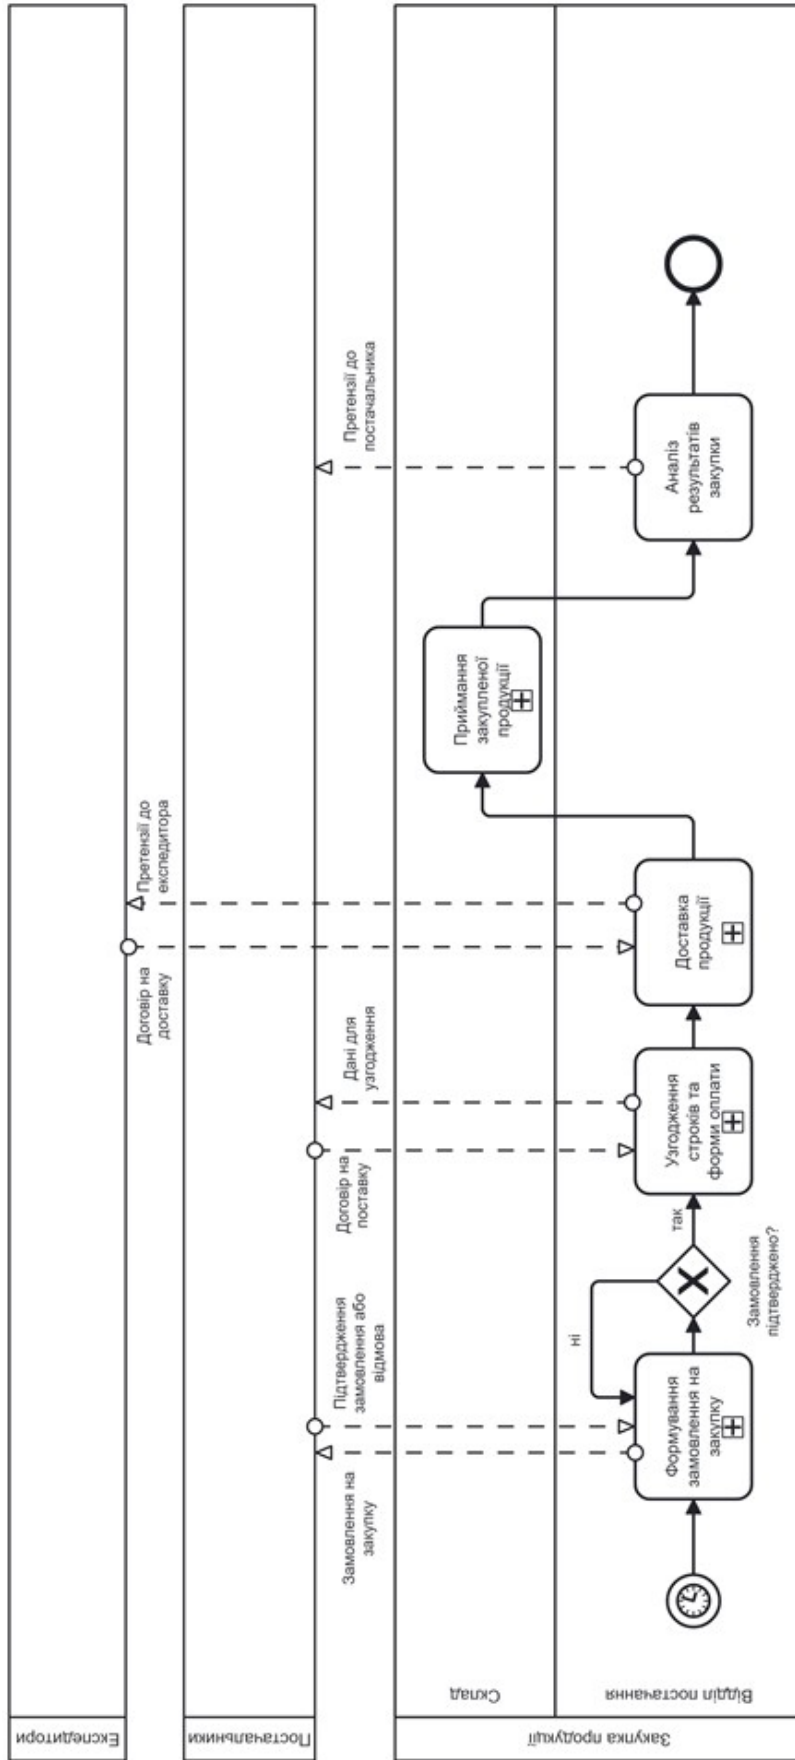 Експедитори
Постачальники
Закупка продукції
Склад
Відділ постачання
Замовлення на
закупку
Підтвердження
замовлення або
відмова
Договір на
поставку
Дані для
узгодження
Договір на
доставку
Претензії до
експедитора
Претензії до
постачальника
Формування
замовлення на
закупку
ні
так
Замовлення
підтверджено?
Узгодження
строків та
форми оплати
Доставка
продукції
Приймання
закупленої
продукції
Аналіз
результатів
закупки